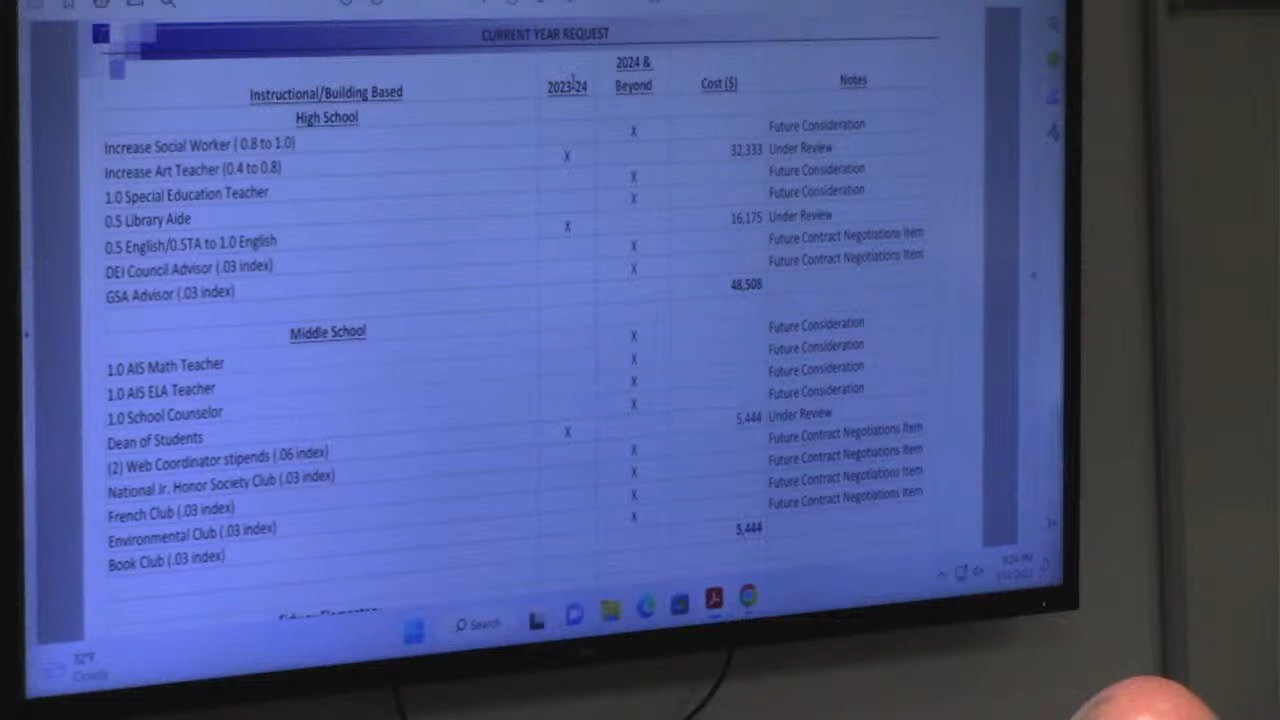 CURRENT YEAR REQUEST
Instructional/Building Based 2023-24 2024 & Beyond Cost ($) Notes
High School
Increase Social Worker ( 0.8 to 1.0) X Future Consideration
Increase Art Teacher (0.4 to 0.8) X 32,333 Under Review
1.0 Special Education Teacher X Future Consideration
0.5 Library Aide X Future Consideration
0.5 English/0.5TA to 1.0 English X 16,175 Under Review
DEI Council Advisor (.03 index) X Future Contract Negotiations Item
GSA Advisor (.03 index) X Future Contract Negotiations Item
48,508
Middle School
1.0 AIS Math Teacher X Future Consideration
1.0 AIS ELA Teacher X Future Consideration
1.0 School Counselor X Future Consideration
Dean of Students X Future Consideration
(2) Web Coordinator stipends (.06 index) X 5,444 Under Review
National Jr. Honor Society Club (.03 index) X Future Contract Negotiations Item
French Club (.03 index) X Future Contract Negotiations Item
Environmental Club (.03 index) X Future Contract Negotiations Item
Book Club (.03 index) X Future Contract Negotiations Item
5,444
Search
32°F
Cloudy